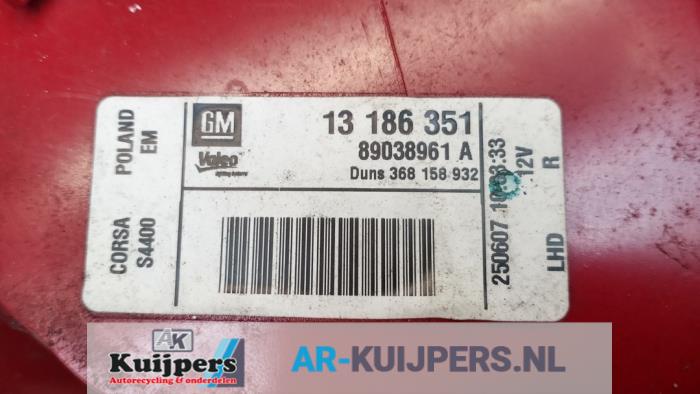 POLAND
EM
CORSA
S4400
GM
Valeo
13 186 351
89038961 A
Duns 368 158 932
250607
12V
LHD R
AK
Kuijpers
Autorecycling & onderdelen
AR-KUIJPERS.NL